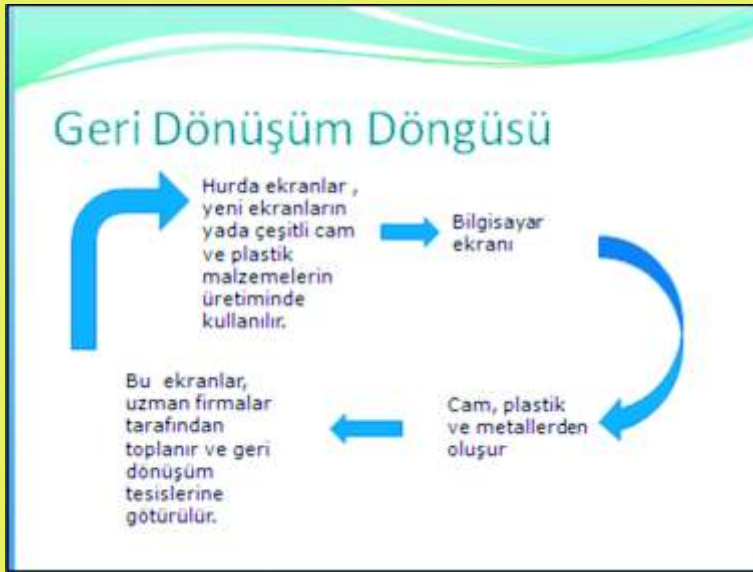 Geri Dönüşüm Döngüsü
Hurda ekranlar ,
yeni ekranların
yada çeşitli cam
ve plastik
malzemelerin
üretiminde
kullanılır.
Bilgisayar
ekranı
Cam, plastik
ve metallerden
oluşur
Bu ekranlar,
uzman firmalar
tarafından
toplanır ve geri
dönüşüm
tesislerine
götürülür.